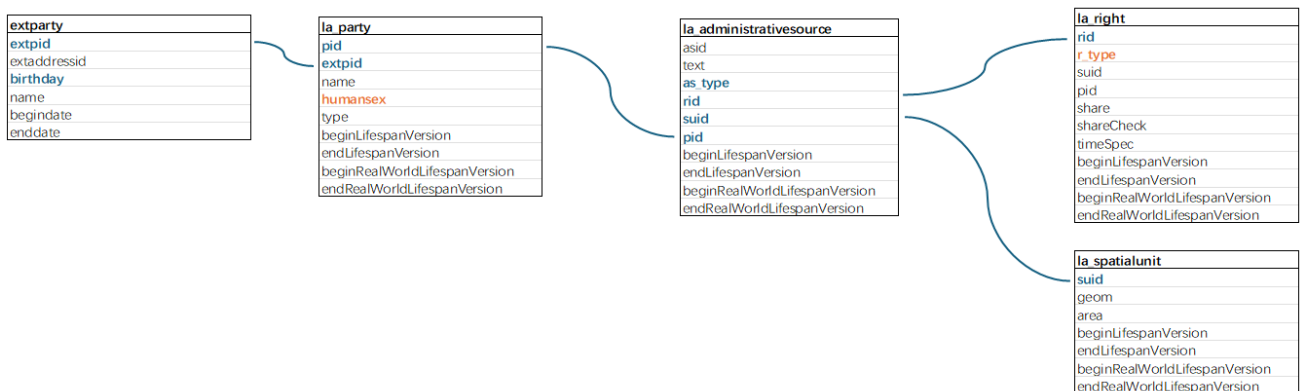 extparty
extpid
extaddressid
birthday
name
begindate
enddate
la_party
pid
extpid
name
humansex
type
beginLifespanVersion
endLifespanVersion
beginRealWorldLifespanVersion
endRealWorldLifespanVersion
la_administrativesource
asid
text
as_type
rid
suid
pid
beginLifespanVersion
endLifespanVersion
beginRealWorldLifespanVersion
endRealWorldLifespanVersion
la_right
rid
r_type
suid
pid
share
shareCheck
timeSpec
beginLifespanVersion
endLifespanVersion
beginRealWorldLifespanVersion
endRealWorldLifespanVersion
la_spatialunit
suid
geom
area
beginLifespanVersion
endLifespanVersion
beginRealWorldLifespanVersion
endRealWorldLifespanVersion